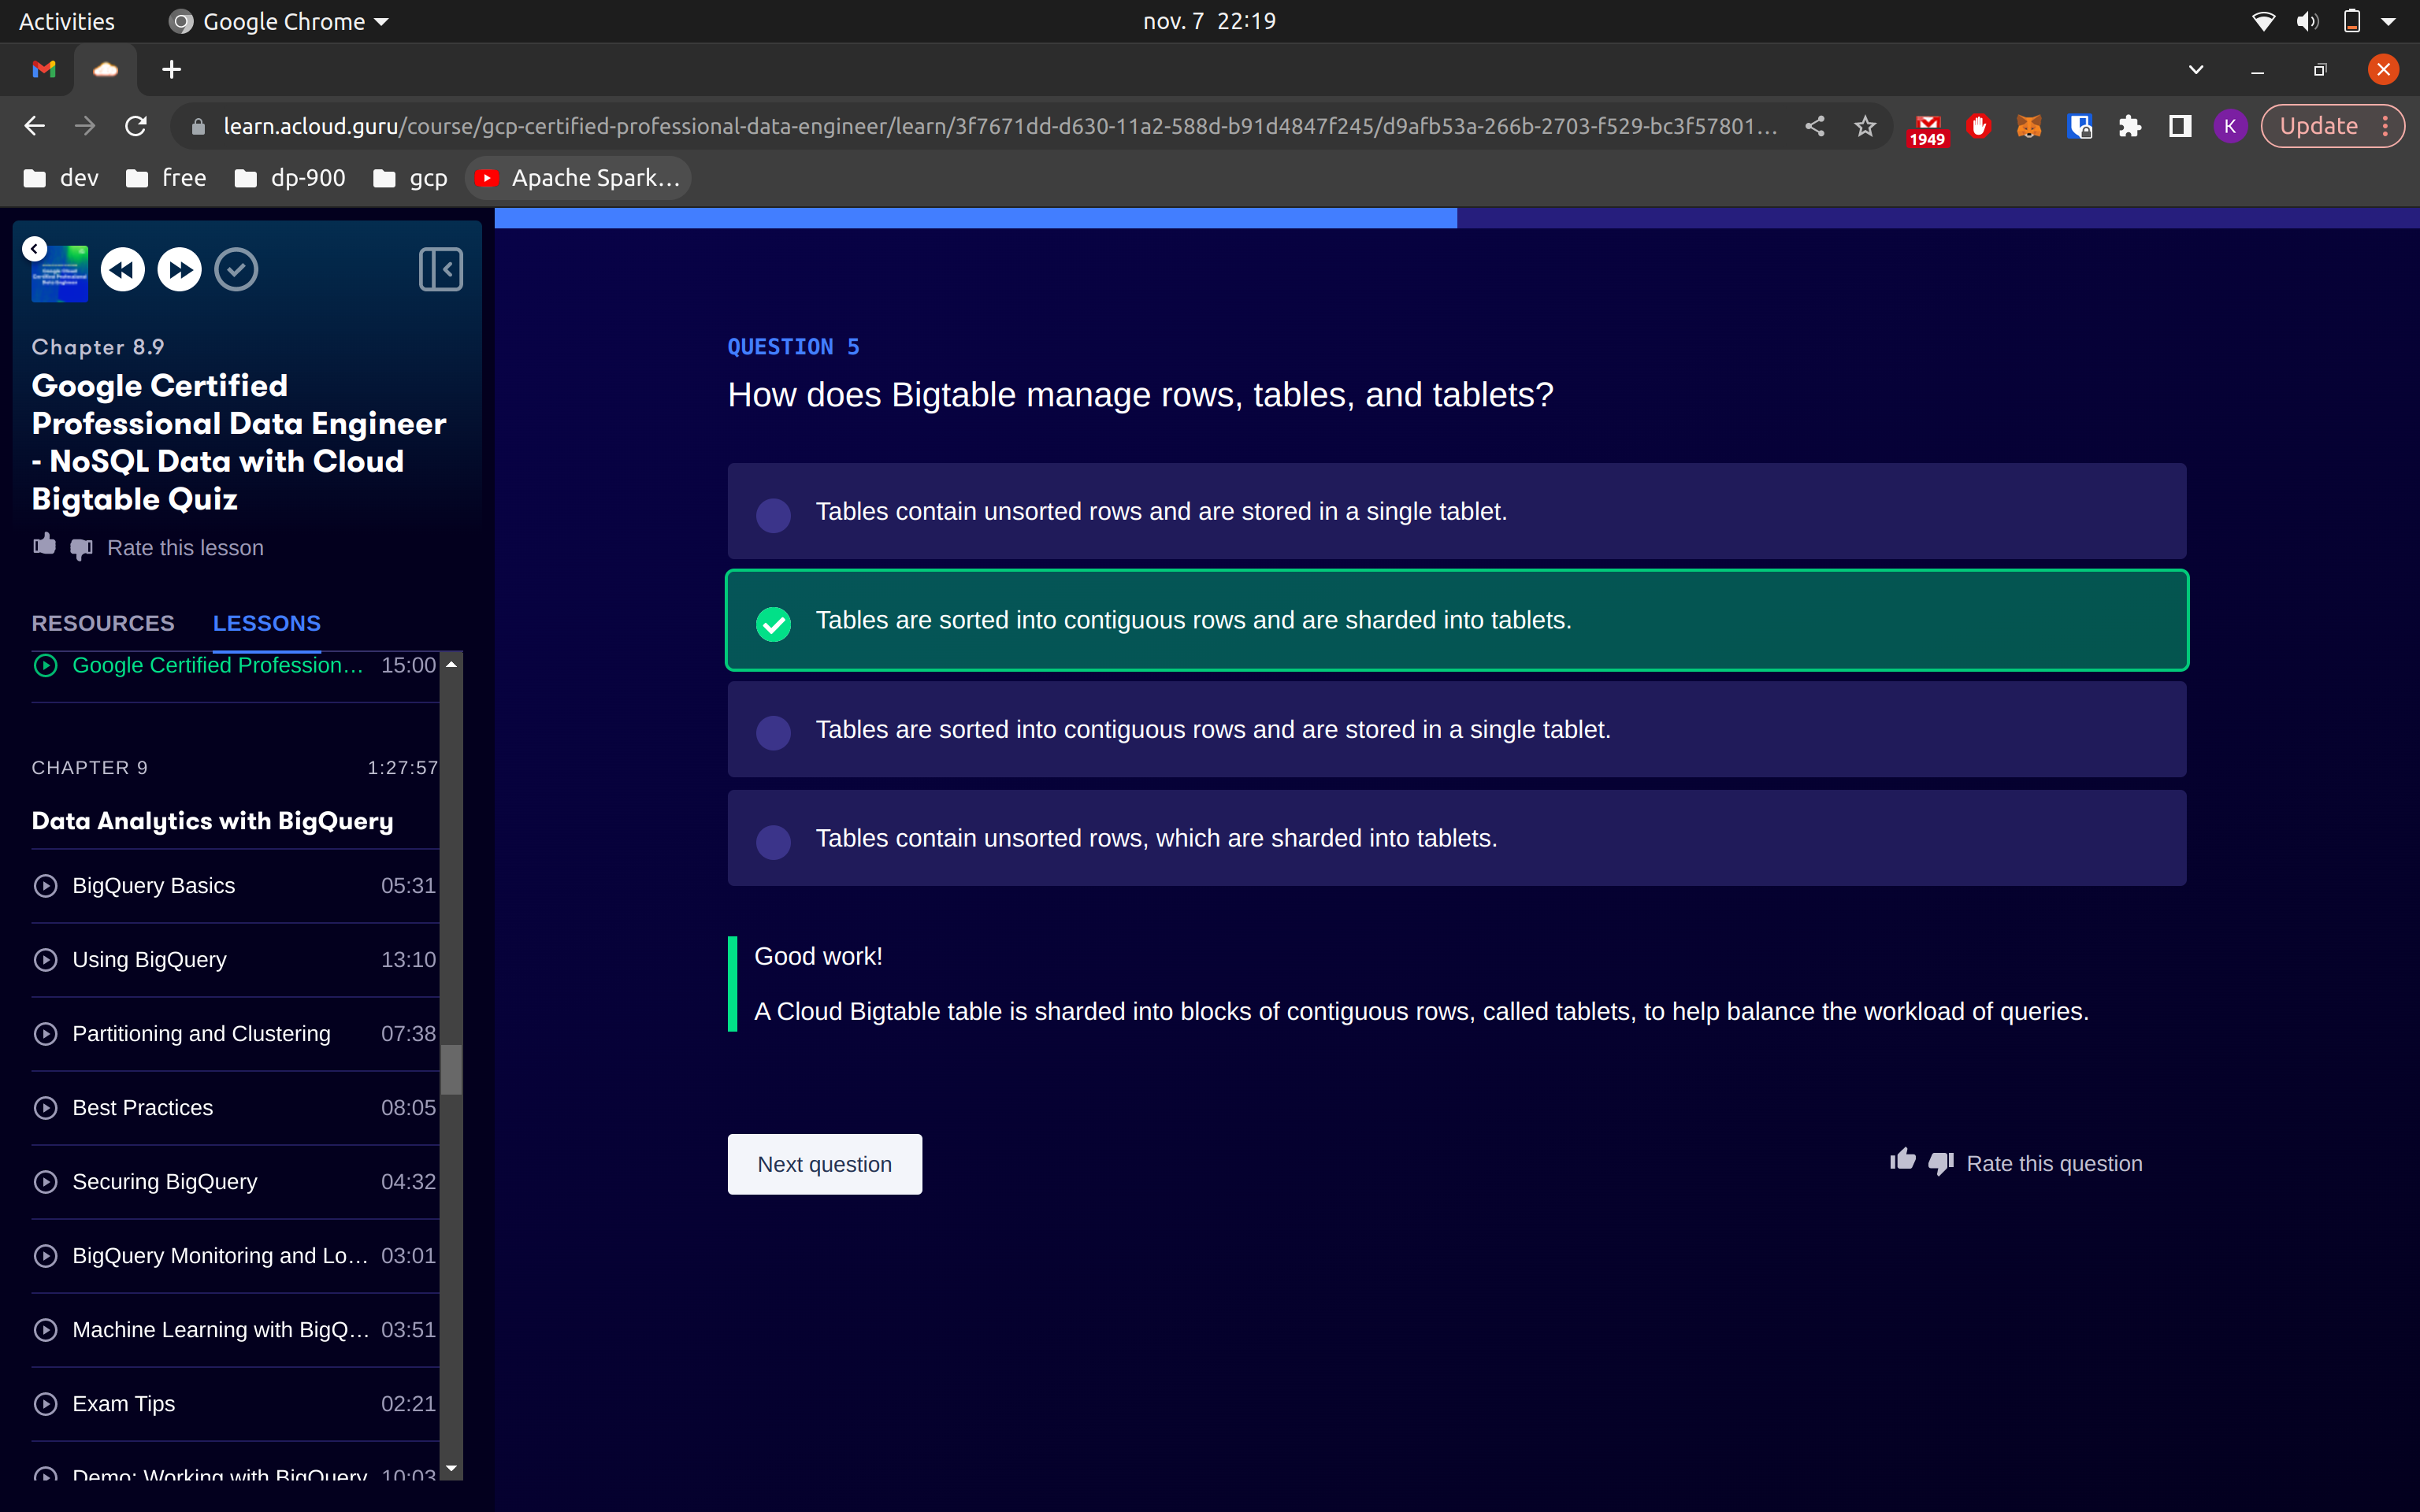 Activities
Google Chrome
nov. 7 22:19
learn.acloud.guru/course/gcp-certified-professional-data-engineer/learn/3f7671dd-d630-11a2-588d-b91d4847f245/d9afb53a-266b-2703-f529-bc3f57801…
1949
K
Update
dev
free
dp-900
gcp
Apache Spark…
Chapter 8.9
Google Certified
Professional Data Engineer
- NoSQL Data with Cloud
Bigtable Quiz
Rate this lesson
RESOURCES
LESSONS
Google Certified Profession… 15:00
CHAPTER 9 1:27:57
Data Analytics with BigQuery
BigQuery Basics 05:31
Using BigQuery 13:10
Partitioning and Clustering 07:38
Best Practices 08:05
Securing BigQuery 04:32
BigQuery Monitoring and Lo… 03:01
Machine Learning with BigQ… 03:51
Exam Tips 02:21
Demo: Working with BigQuery 10:03
QUESTION 5
How does Bigtable manage rows, tables, and tablets?
Tables contain unsorted rows and are stored in a single tablet.
Tables are sorted into contiguous rows and are sharded into tablets.
Tables are sorted into contiguous rows and are stored in a single tablet.
Tables contain unsorted rows, which are sharded into tablets.
Good work!
A Cloud Bigtable table is sharded into blocks of contiguous rows, called tablets, to help balance the workload of queries.
Next question
Rate this question